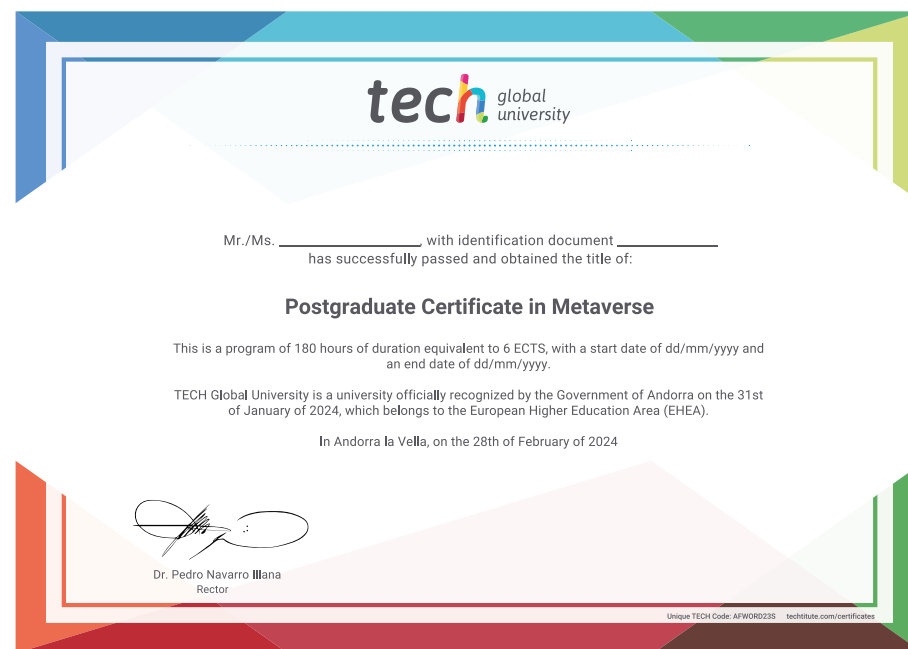 tech global university
Mr./Ms. ____________________, with identification document ______________
has successfully passed and obtained the title of:
Postgraduate Certificate in Metaverse
This is a program of 180 hours of duration equivalent to 6 ECTS, with a start date of dd/mm/yyyy and
an end date of dd/mm/yyyy.
TECH Global University is a university officially recognized by the Government of Andorra on the 31st
of January of 2024, which belongs to the European Higher Education Area (EHEA).
In Andorra la Vella, on the 28th of February of 2024
Dr. Pedro Navarro Illana
Rector
Unique TECH Code: AFWORD23S techtitute.com/certificates